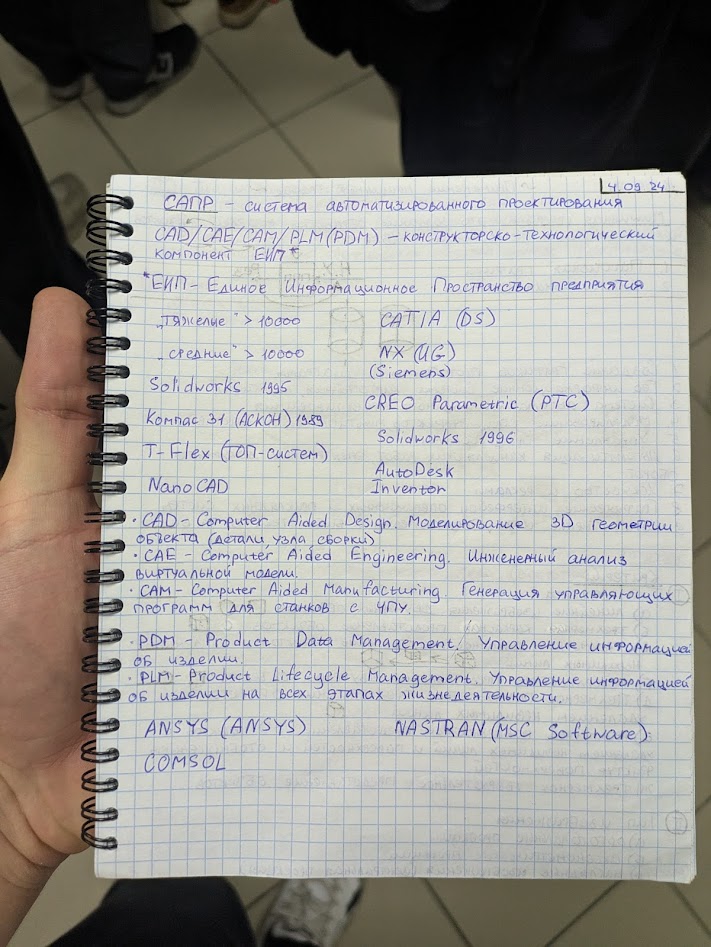 4.09 24
САПР – система автоматизированного проектирования
CAD/CAE/CAM/PLM(PDM) – конструкторско-технологический
компонент ЕИП*
*ЕИП – Единое Информационное Пространство предприятия
"тяжелые" > 10000
CATIA (DS)
"средние" > 10000
NX (UG)
(Siemens)
Solidworks 1995
CREO Parametric (PTC)
Компас 31 (АСКОН) 1989
Solidworks 1996
T-Flex (ТОП-систем)
AutoDesk
Inventor
NanoCAD
· CAD – Computer Aided Design. Моделирование 3D геометрии
объекта (детали узла сборки)
· CAE – Computer Aided Engineering. Инжененый анализ
виртуальной модели.
· CAM – Computer Aided Manufacturing Генерация управляющих
программ для станков с ЧПУ.
· PDM – Product Data Management. Управление информацией
об изделии.
· PLM – Product Lifecycle Management. Управление информацией
об изделии на всех этапах жизнедеятельности.
ANSYS (ANSYS)
NASTRAN (MSC Software)
COMSOL